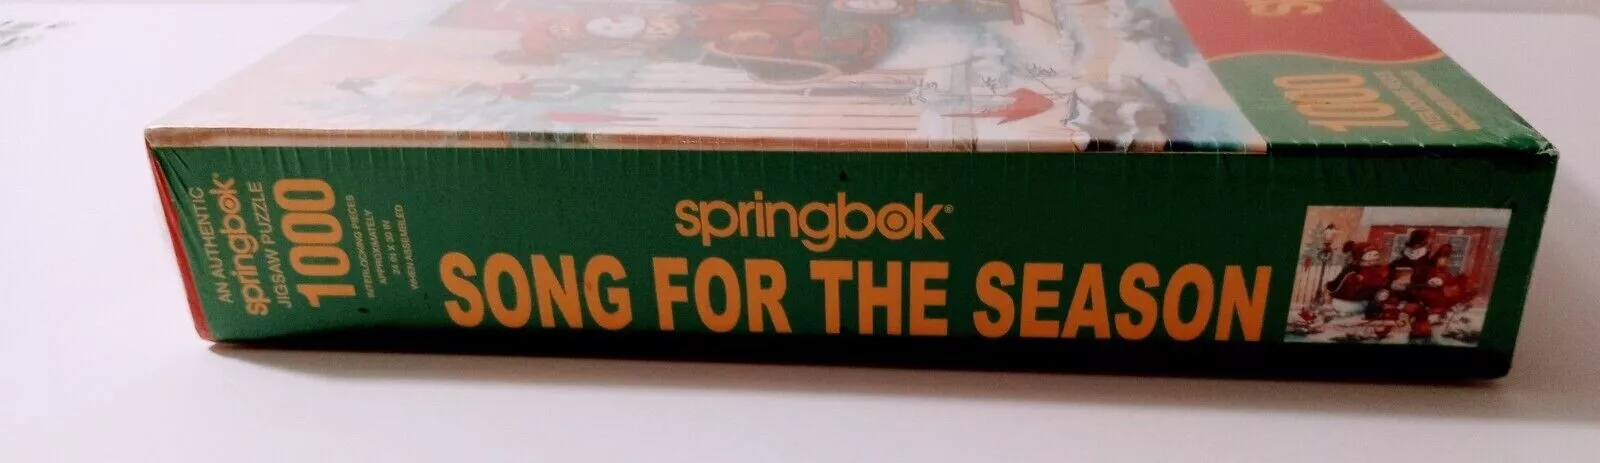 AN AUTHENTIC
springbok®
JIGSAW PUZZLE
1000
INTERLOCKING PIECES
APPROXIMATELY
24 IN X 30 IN
WHEN ASSEMBLED
springbok®
SONG FOR THE SEASON
1000